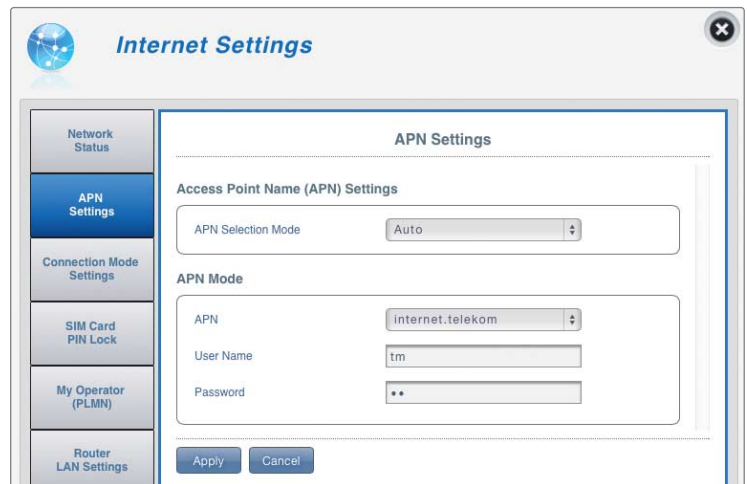 Internet Settings
Network
Status
APN
Settings
Connection Mode
Settings
SIM Card
PIN Lock
My Operator
(PLMN)
Router
LAN Settings
APN Settings
Access Point Name (APN) Settings
APN Selection Mode Auto
APN Mode
APN internet.telekom
User Name tm
Password ••
Apply Cancel